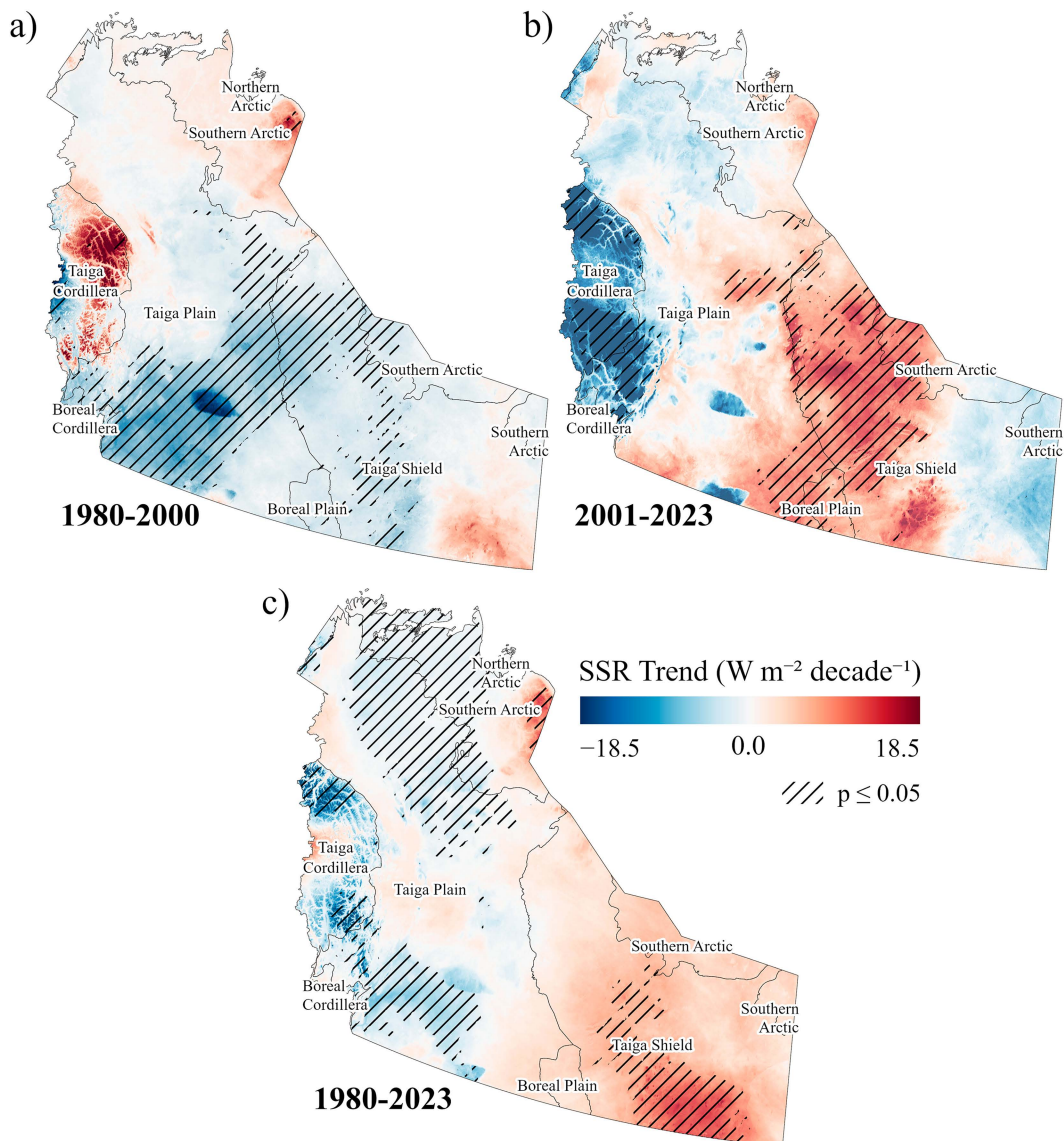 a)
Northern
Arctic
Southern Arctic
Taiga
Cordillera
Taiga Plain
Southern Arctic
Boreal
Cordillera
Southern
Arctic
Taiga Shield
Boreal Plain
1980-2000
b)
Northern
Arctic
Southern Arctic
Taiga
Cordillera
Taiga Plain
Southern Arctic
Boreal
Cordillera
Southern
Arctic
Taiga Shield
Boreal Plain
2001-2023
c)
Northern
Arctic
Southern Arctic
Taiga
Cordillera
Taiga Plain
Southern Arctic
Boreal
Cordillera
Southern
Arctic
Taiga Shield
Boreal Plain
1980-2023
SSR Trend (W m⁻² decade⁻¹)
−18.5 0.0 18.5
p ≤ 0.05